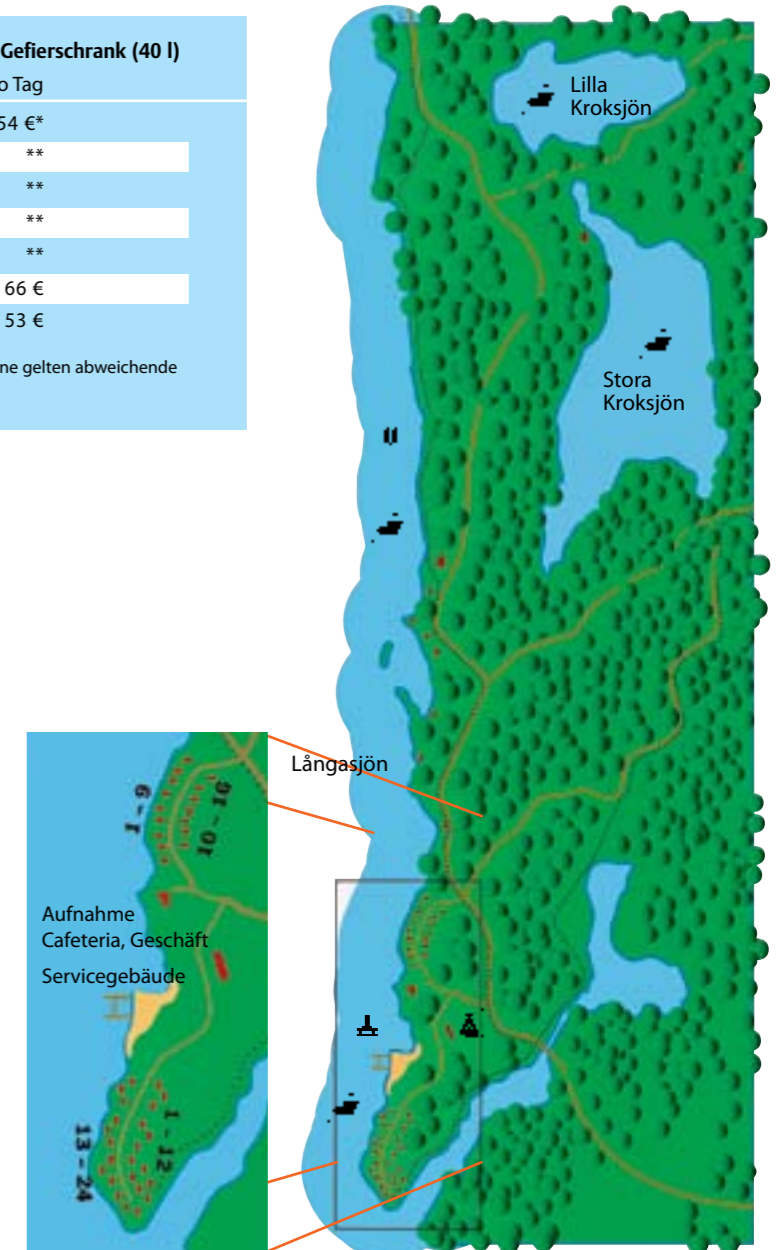 Gefierschrank (40 l)
o Tag
54 €*
**
**
**
**
66 €
53 €
ne gelten abweichende
Lilla
Kroksjön
Stora
Kroksjön
Långasjön
9 - 1
10 - 16
Aufnahme
Cafeteria, Geschäft
Servicegebäude
1 - 12
13 - 24